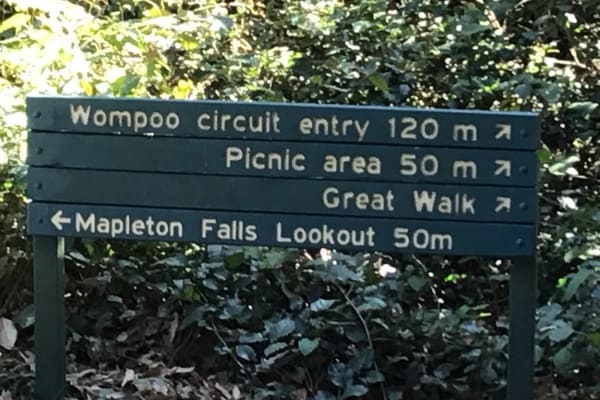 Wompoo circuit entry 120 m ↗
Picnic area 50 m ↗
Great Walk ↗
←Mapleton Falls Lookout 50m